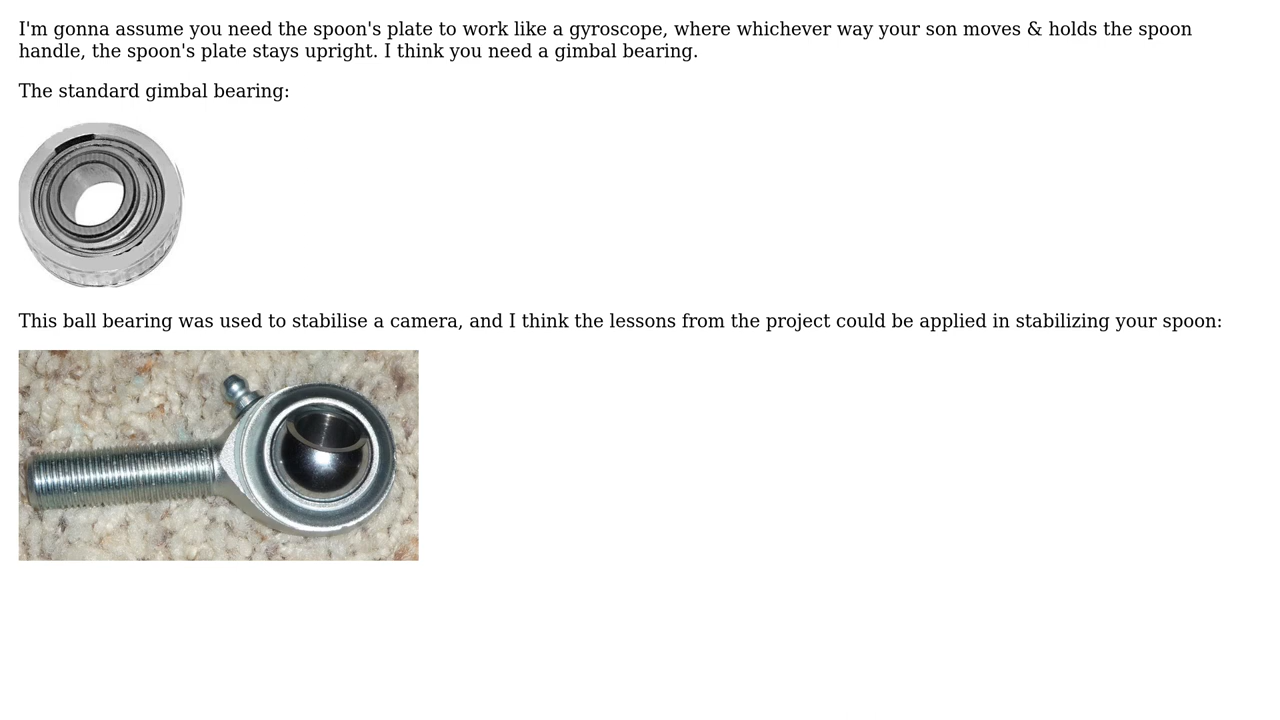 I'm gonna assume you need the spoon's plate to work like a gyroscope, where whichever way your son moves & holds the spoon
handle, the spoon's plate stays upright. I think you need a gimbal bearing.
The standard gimbal bearing:
This ball bearing was used to stabilise a camera, and I think the lessons from the project could be applied in stabilizing your spoon: